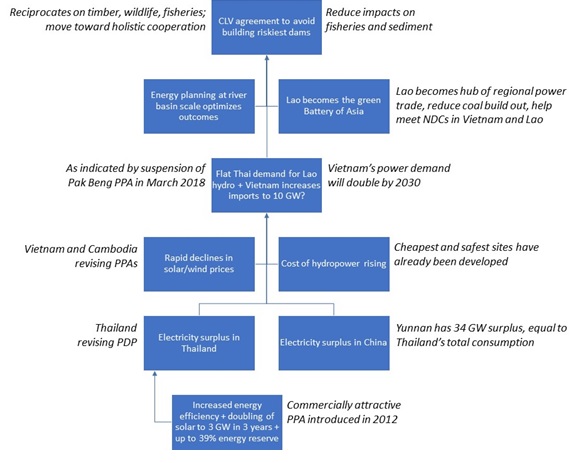 Reciprocates on timber, wildlife, fisheries;
move toward holistic cooperation
CLV agreement to avoid
building riskiest dams
Reduce impacts on
fisheries and sediment
Energy planning at river
basin scale optimizes
outcomes
Lao becomes the green
Battery of Asia
Lao becomes hub of regional power
trade, reduce coal build out, help
meet NDCs in Vietnam and Lao
As indicated by suspension of
Pak Beng PPA in March 2018
Flat Thai demand for Lao
hydro + Vietnam increases
imports to 10 GW?
Vietnam's power demand
will double by 2030
Vietnam and Cambodia
revising PPAs
Rapid declines in
solar/wind prices
Cost of hydropower rising
Cheapest and safest sites have
already been developed
Thailand
revising PDP
Electricity surplus in
Thailand
Electricity surplus in China
Yunnan has 34 GW surplus, equal to
Thailand's total consumption
Increased energy
efficiency + doubling of
solar to 3 GW in 3 years +
up to 39% energy reserve
Commercially attractive
PPA introduced in 2012